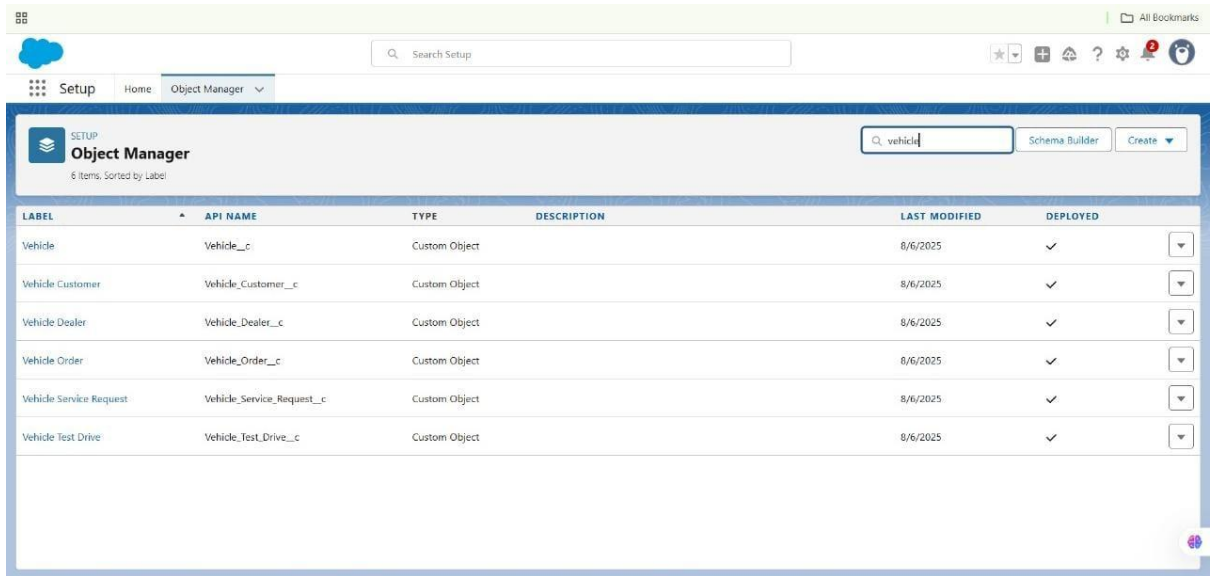 All Bookmarks
Search Setup
2
Setup Home Object Manager
SETUP
Object Manager
6 Items, Sorted by Label
vehicle
Schema Builder
Create
LABEL API NAME TYPE DESCRIPTION LAST MODIFIED DEPLOYED
Vehicle Vehicle__c Custom Object 8/6/2025
Vehicle Customer Vehicle_Customer__c Custom Object 8/6/2025
Vehicle Dealer Vehicle_Dealer__c Custom Object 8/6/2025
Vehicle Order Vehicle_Order__c Custom Object 8/6/2025
Vehicle Service Request Vehicle_Service_Request__c Custom Object 8/6/2025
Vehicle Test Drive Vehicle_Test_Drive__c Custom Object 8/6/2025